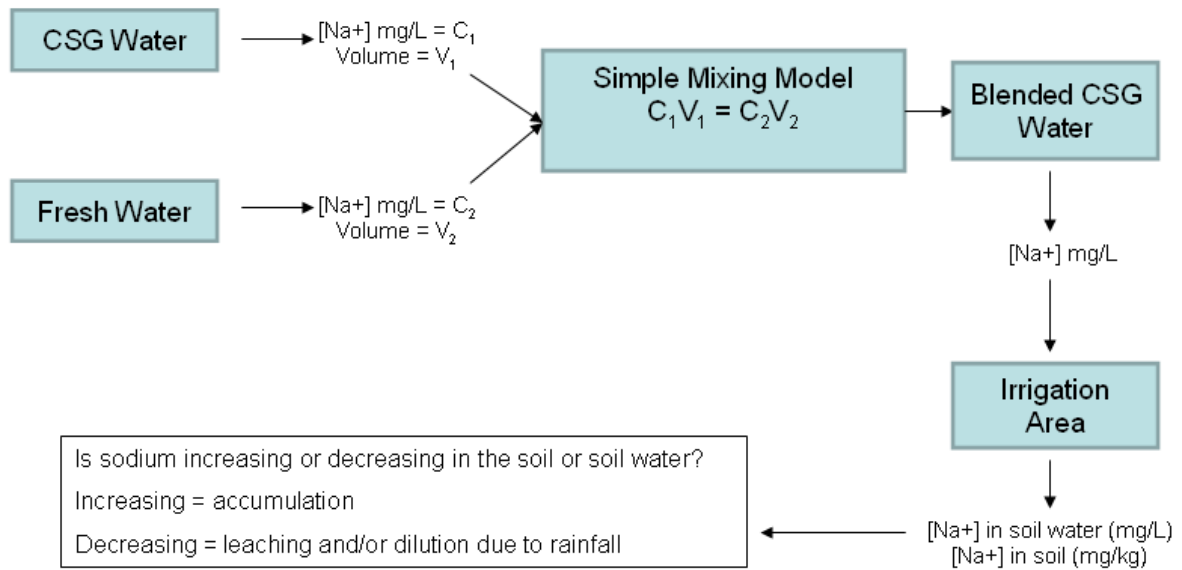 CSG Water
[Na+] mg/L = C₁
Volume = V₁
Simple Mixing Model
C₁V₁ = C₂V₂
Blended CSG
Water
Fresh Water
[Na+] mg/L = C₂
Volume = V₂
[Na+] mg/L
Irrigation
Area
[Na+] in soil water (mg/L)
[Na+] in soil (mg/kg)
Is sodium increasing or decreasing in the soil or soil water?
Increasing = accumulation
Decreasing = leaching and/or dilution due to rainfall